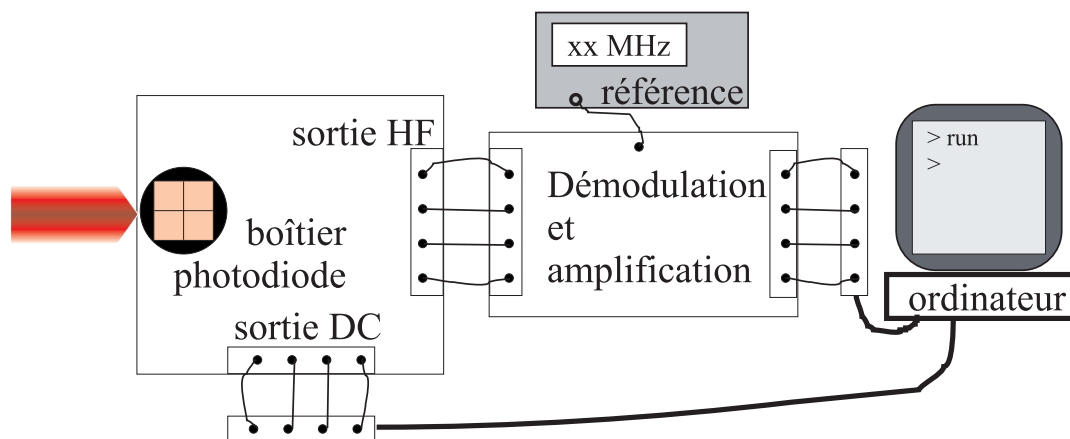 xx MHz
référence
sortie HF
> run
>
Démodulation
et
amplification
boîtier
photodiode
ordinateur
sortie DC